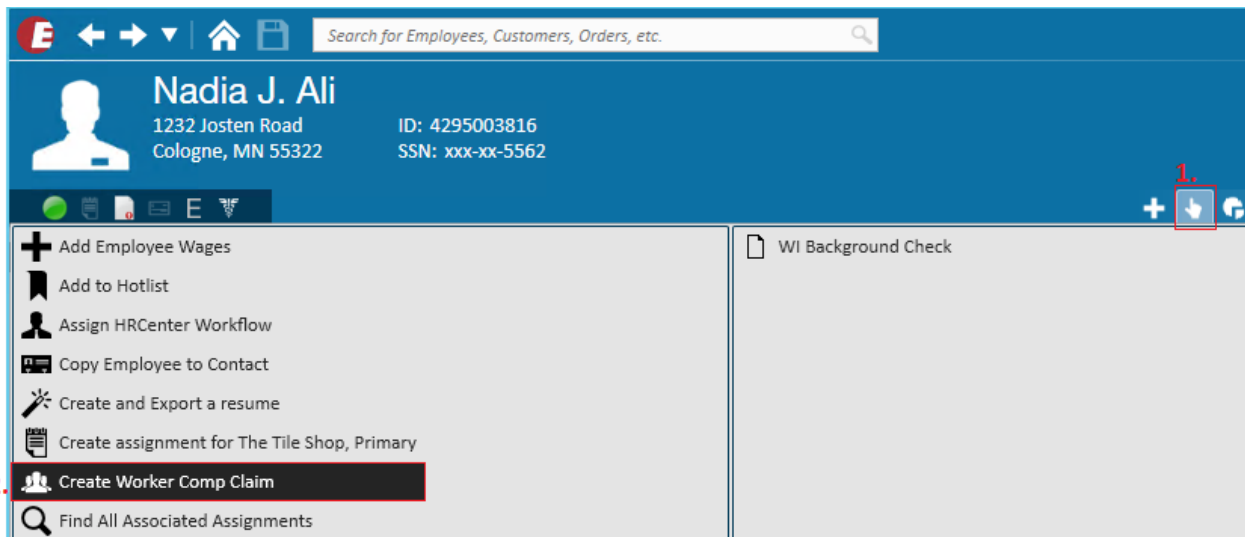 E
Search for Employees, Customers, Orders, etc.
Nadia J. Ali
1232 Josten Road
ID: 4295003816
Cologne, MN 55322
SSN: xxx-xx-5562
1.
E
Add Employee Wages
WI Background Check
Add to Hotlist
Assign HRCenter Workflow
Copy Employee to Contact
Create and Export a resume
Create assignment for The Tile Shop, Primary
Create Worker Comp Claim
Find All Associated Assignments